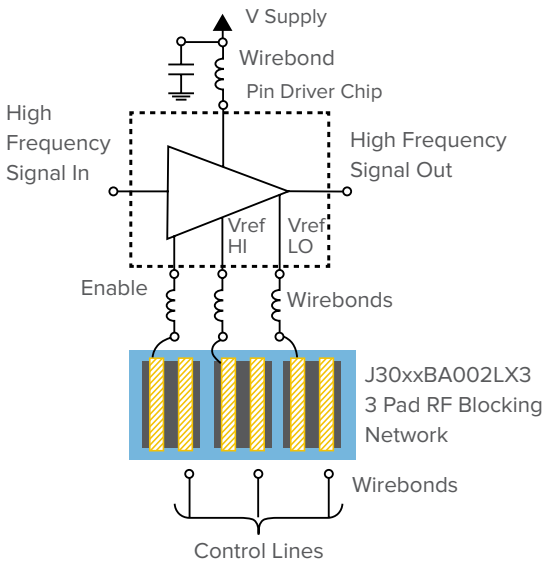 V Supply
Wirebond
Pin Driver Chip
High
Frequency
Signal In
High Frequency
Signal Out
Vref
HI
Vref
LO
Enable
Wirebonds
J30xxBA002LX3
3 Pad RF Blocking
Network
Wirebonds
Control Lines